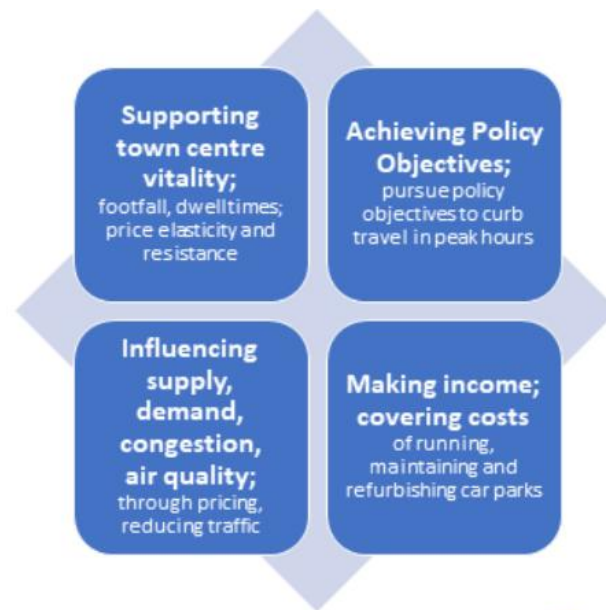 Supporting
town centre
vitality;
footfall, dwell times;
price elasticity and
resistance
Achieving Policy
Objectives;
pursue policy
objectives to curb
travel in peak hours
Influencing
supply,
demand,
congestion,
air quality;
through pricing,
reducing traffic
Making income;
covering costs
of running,
maintaining and
refurbishing car parks